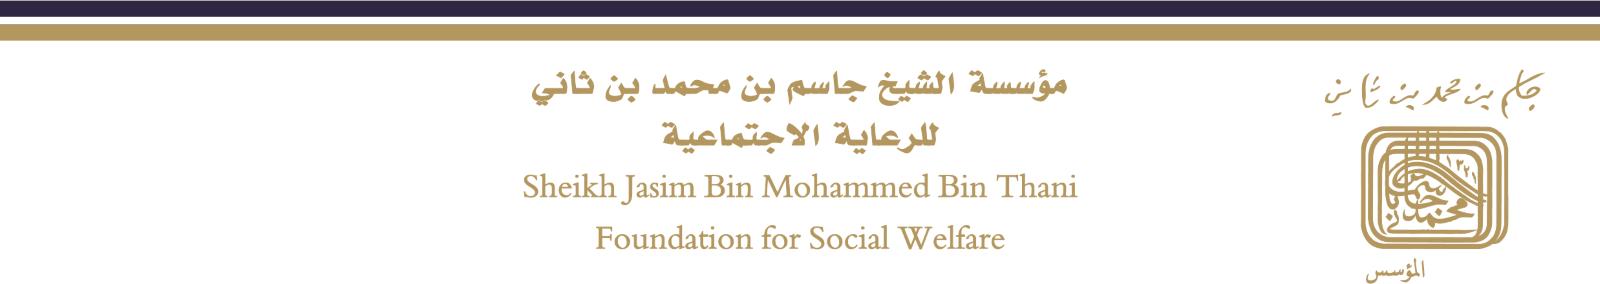 مؤسسة الشيخ جاسم بن محمد بن ثاني
للرعاية الاجتماعية
Sheikh Jasim Bin Mohammed Bin Thani
Foundation for Social Welfare
جاسم بن محمد بن ثاني
المؤسس